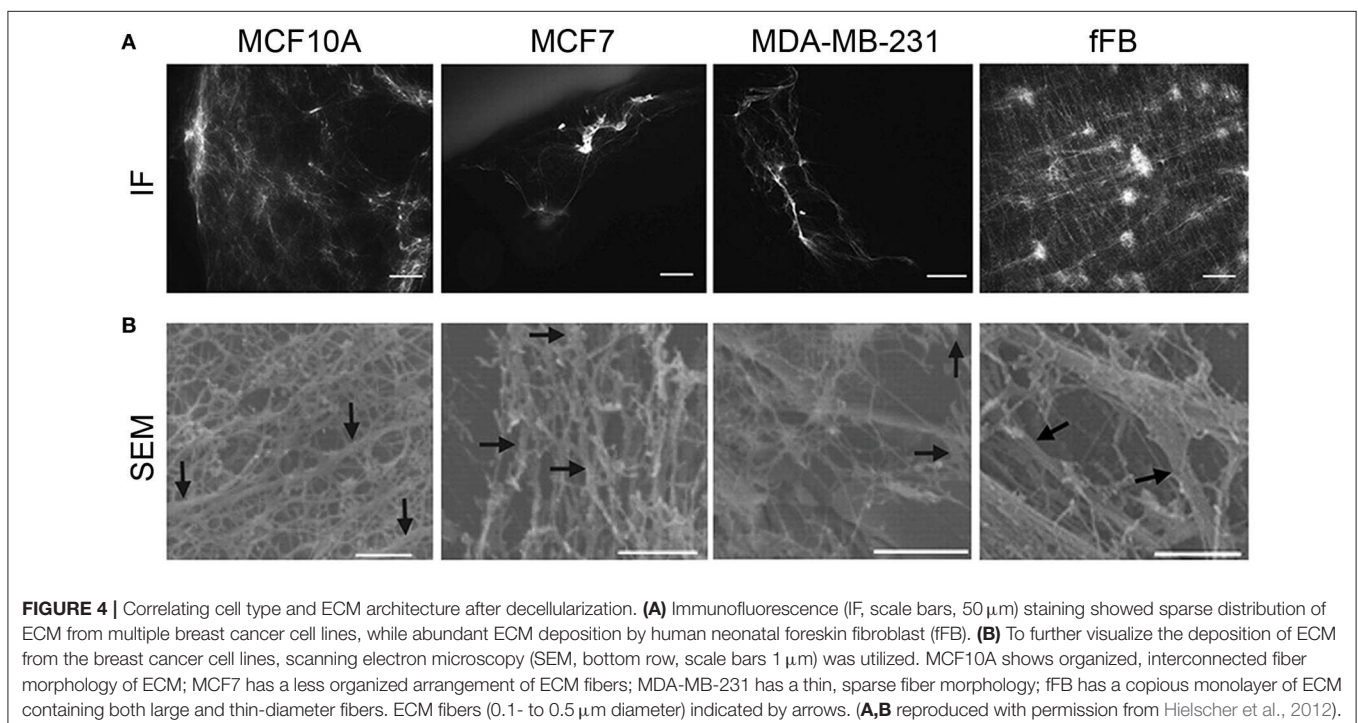 A
MCF10A MCF7 MDA-MB-231 fFB
IF
B
SEM
FIGURE 4 | Correlating cell type and ECM architecture after decellularization. (A) Immunofluorescence (IF, scale bars, 50 µm) staining showed sparse distribution of
ECM from multiple breast cancer cell lines, while abundant ECM deposition by human neonatal foreskin fibroblast (fFB). (B) To further visualize the deposition of ECM
from the breast cancer cell lines, scanning electron microscopy (SEM, bottom row, scale bars 1 µm) was utilized. MCF10A shows organized, interconnected fiber
morphology of ECM; MCF7 has a less organized arrangement of ECM fibers; MDA-MB-231 has a thin, sparse fiber morphology; fFB has a copious monolayer of ECM
containing both large and thin-diameter fibers. ECM fibers (0.1- to 0.5 µm diameter) indicated by arrows. (A,B reproduced with permission from Hielscher et al., 2012).